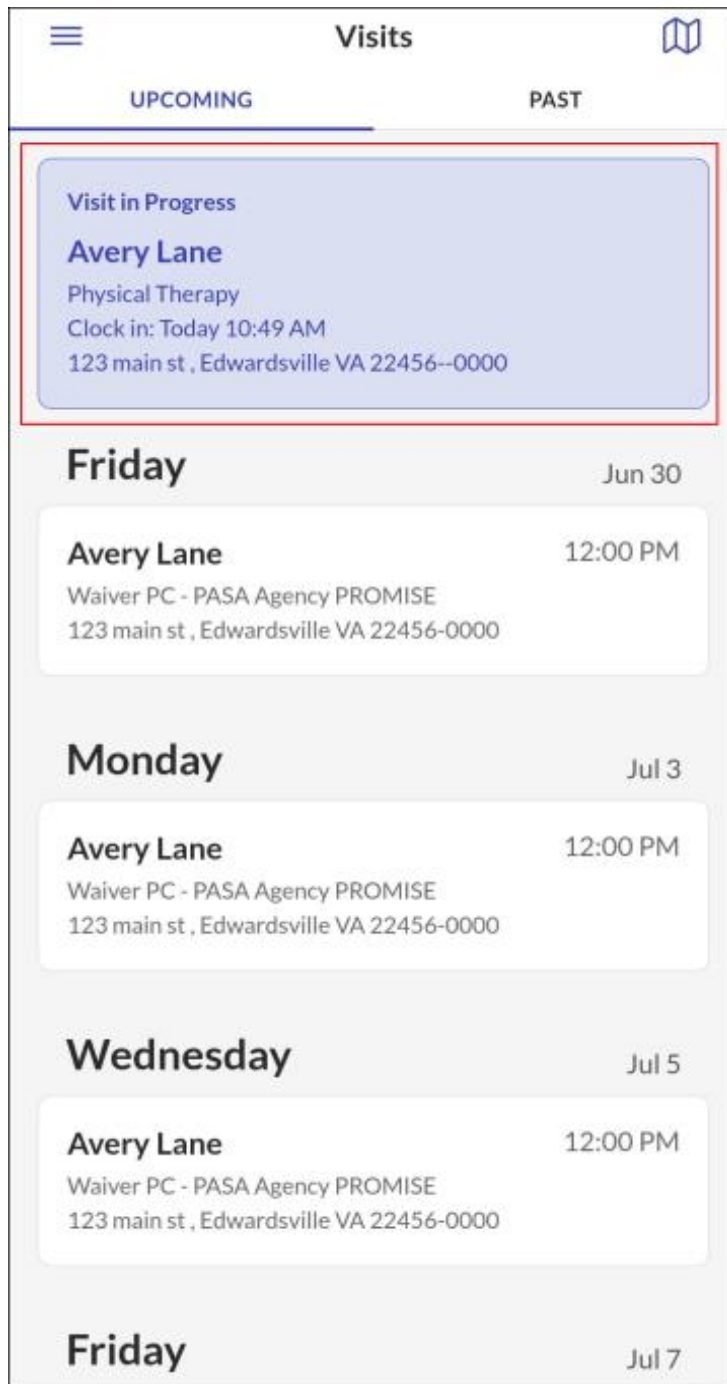 Visits
UPCOMING PAST
Visit in Progress
Avery Lane
Physical Therapy
Clock in: Today 10:49 AM
123 main st , Edwardsville VA 22456--0000
Friday Jun 30
Avery Lane 12:00 PM
Waiver PC - PASA Agency PROMISE
123 main st , Edwardsville VA 22456-0000
Monday Jul 3
Avery Lane 12:00 PM
Waiver PC - PASA Agency PROMISE
123 main st , Edwardsville VA 22456-0000
Wednesday Jul 5
Avery Lane 12:00 PM
Waiver PC - PASA Agency PROMISE
123 main st , Edwardsville VA 22456-0000
Friday Jul 7